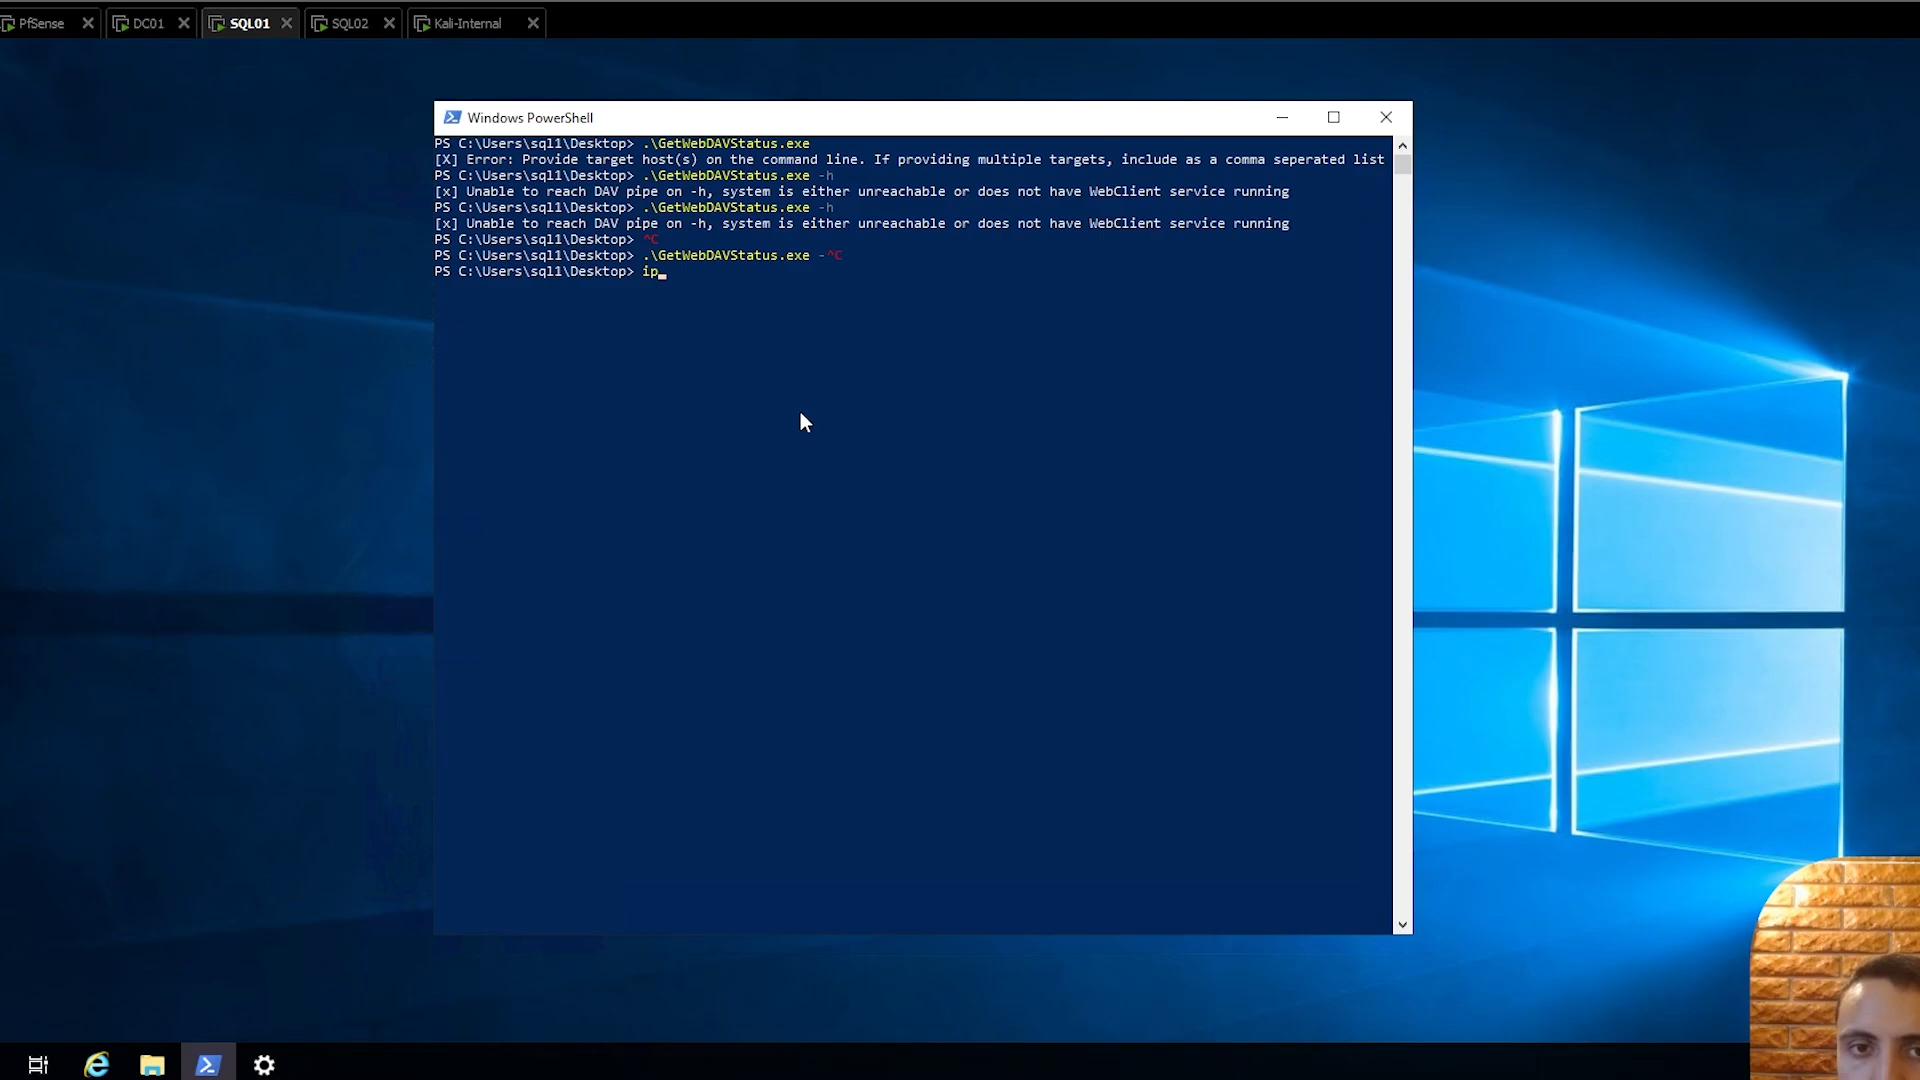 PfSense
DC01
SQL01
SQL02
Kali-Internal
Windows PowerShell
PS C:\Users\sql1\Desktop> .\GetWebDAVStatus.exe
[X] Error: Provide target host(s) on the command line. If providing multiple targets, include as a comma seperated list
PS C:\Users\sql1\Desktop> .\GetWebDAVStatus.exe -h
[x] Unable to reach DAV pipe on -h, system is either unreachable or does not have WebClient service running
PS C:\Users\sql1\Desktop> .\GetWebDAVStatus.exe -h
[x] Unable to reach DAV pipe on -h, system is either unreachable or does not have WebClient service running
PS C:\Users\sql1\Desktop> ^C
PS C:\Users\sql1\Desktop> .\GetWebDAVStatus.exe -^C
PS C:\Users\sql1\Desktop> ip